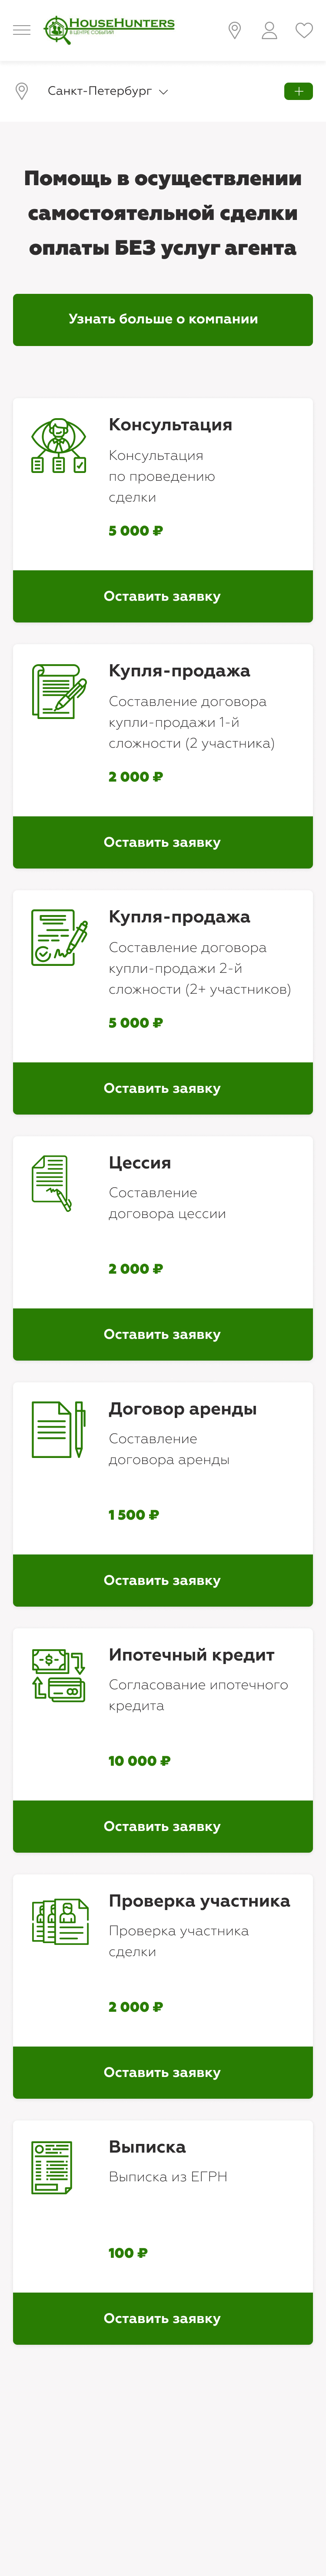 HouseHunters
В ЦЕНТРЕ СОБЫТИЙ
Санкт-Петербург
Помощь в осуществлении
самостоятельной сделки
оплаты БЕЗ услуг агента
Узнать больше о компании
Консультация
Консультация
по проведению
сделки
5 000 ₽
Оставить заявку
Купля-продажа
Составление договора
купли-продажи 1-й
сложности (2 участника)
2 000 ₽
Оставить заявку
Купля-продажа
Составление договора
купли-продажи 2-й
сложности (2+ участников)
5 000 ₽
Оставить заявку
Цессия
Составление
договора цессии
2 000 ₽
Оставить заявку
Договор аренды
Составление
договора аренды
1 500 ₽
Оставить заявку
Ипотечный кредит
Согласование ипотечного
кредита
10 000 ₽
Оставить заявку
Проверка участника
Проверка участника
сделки
2 000 ₽
Оставить заявку
Выписка
Выписка из ЕГРН
100 ₽
Оставить заявку